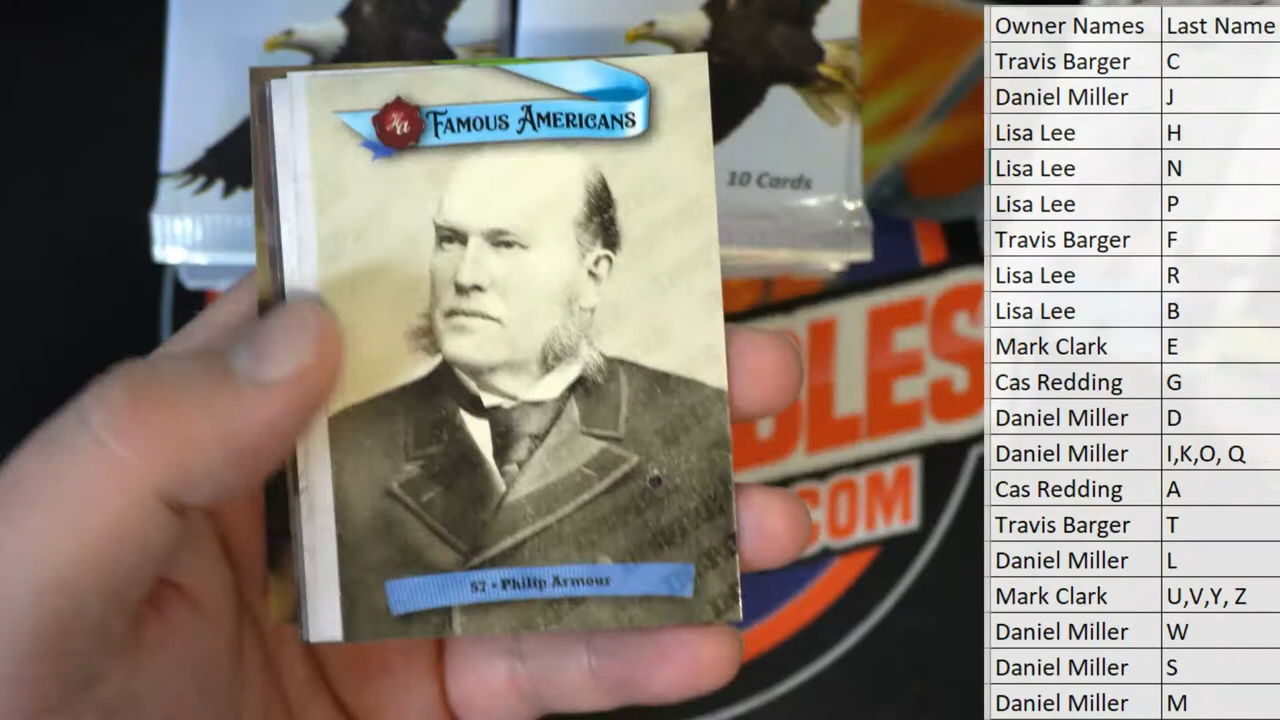 Ha FAMOUS AMERICANS
10 Cards
BLES
COM
57 • Philip Armour
Owner Names Last Name
Travis Barger C
Daniel Miller J
Lisa Lee H
Lisa Lee N
Lisa Lee P
Travis Barger F
Lisa Lee R
Lisa Lee B
Mark Clark E
Cas Redding G
Daniel Miller D
Daniel Miller I,K,O, Q
Cas Redding A
Travis Barger T
Daniel Miller L
Mark Clark U,V,Y, Z
Daniel Miller W
Daniel Miller S
Daniel Miller M